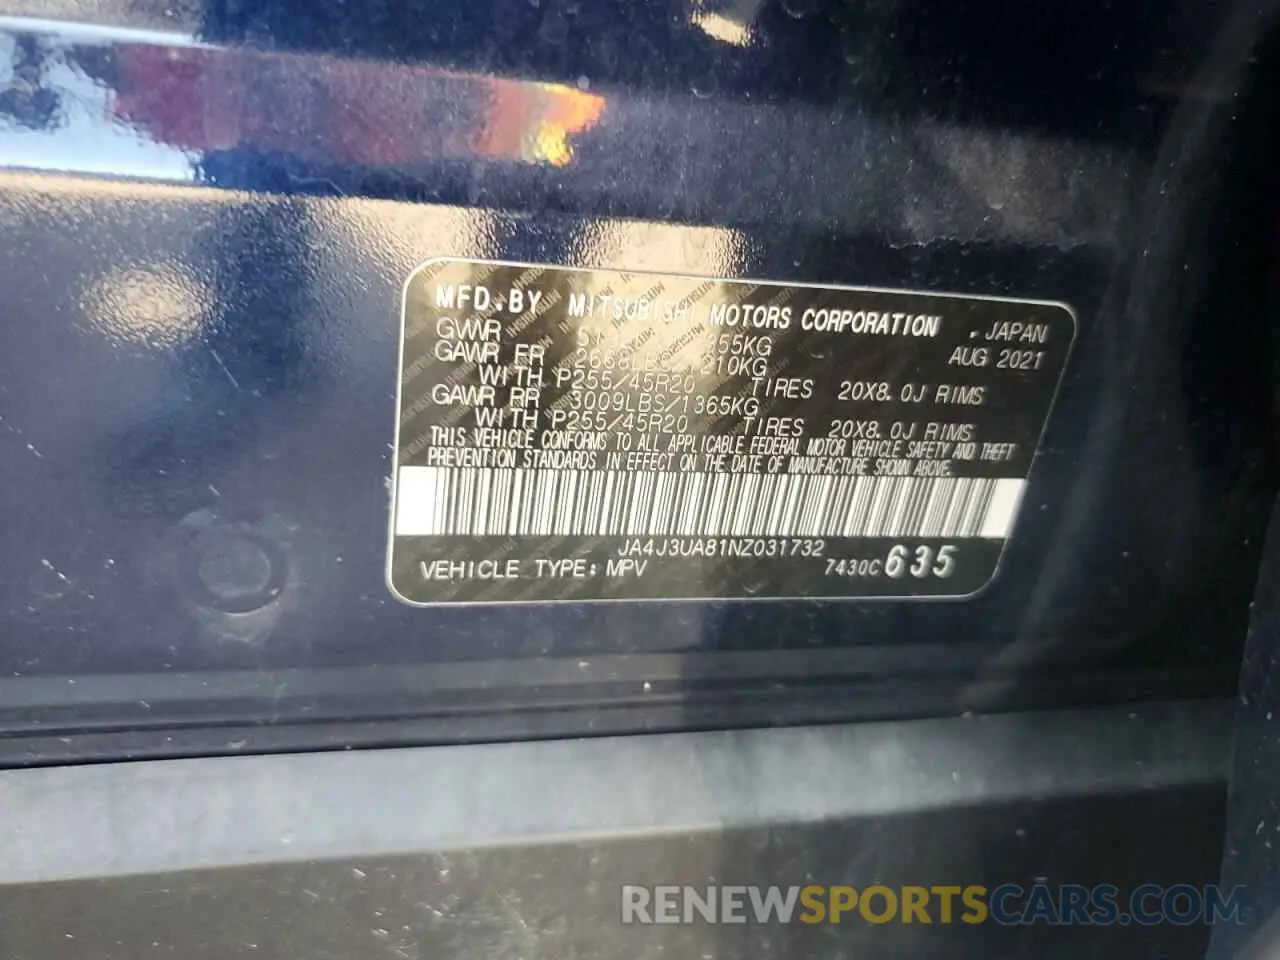 MFD.BY MITSUBISHI MOTORS CORPORATION . JAPAN
GVWR 55KG AUG 2021
GAWR FR 2668LBS/1210KG
WITH P255/45R20 TIRES 20X8.0J RIMS
GAWR RR 3009LBS/1365KG
WITH P255/45R20 TIRES 20X8.0J RIMS
THIS VEHICLE CONFORMS TO ALL APPLICABLE FEDERAL MOTOR VEHICLE SAFETY AND THEFT
PREVENTION STANDARDS IN EFFECT ON THE DATE OF MANUFACTURE SHOWN ABOVE.
JA4J3UA81NZ031732
VEHICLE TYPE: MPV 7430C 635
RENEWSPORTSCARS.COM